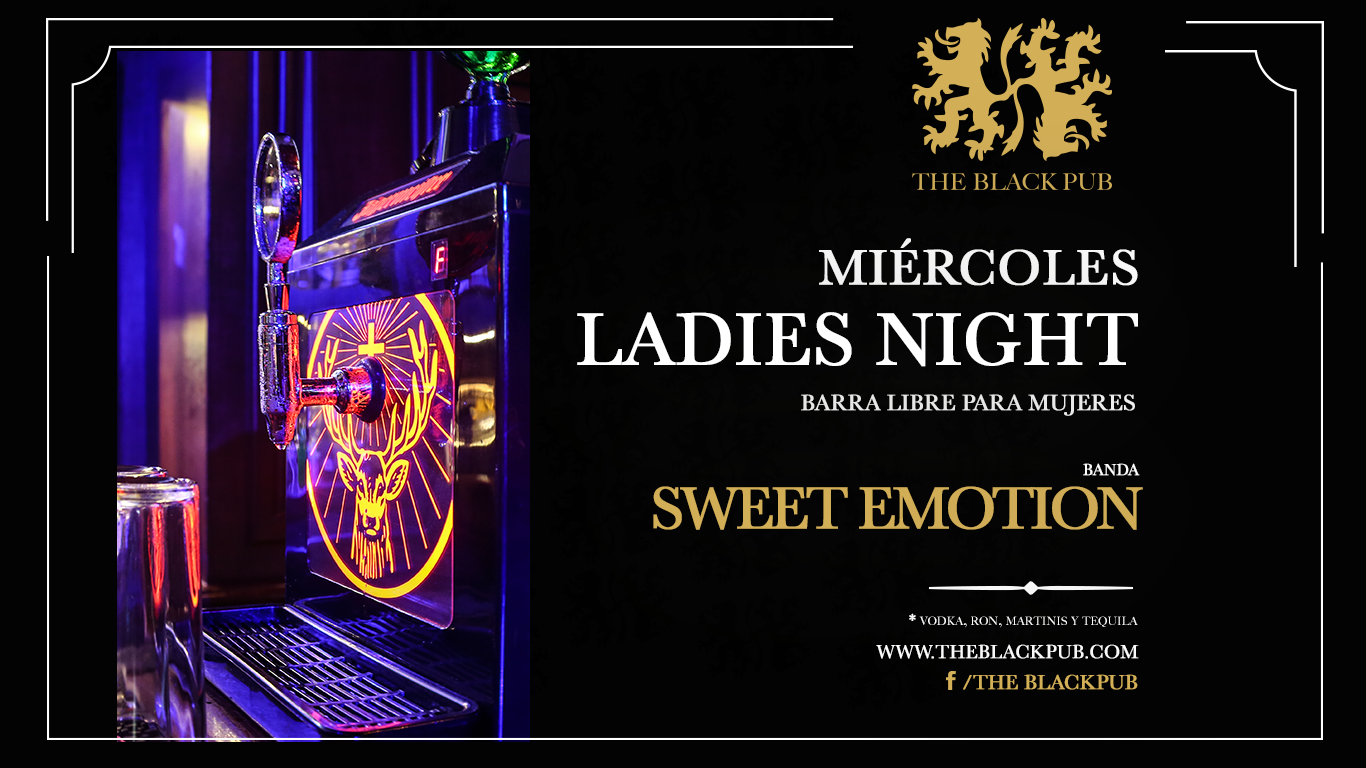 THE BLACK PUB
MIÉRCOLES
LADIES NIGHT
BARRA LIBRE PARA MUJERES
BANDA
SWEET EMOTION
* VODKA, RON, MARTINIS Y TEQUILA
WWW.THEBLACKPUB.COM
f /THE BLACKPUB